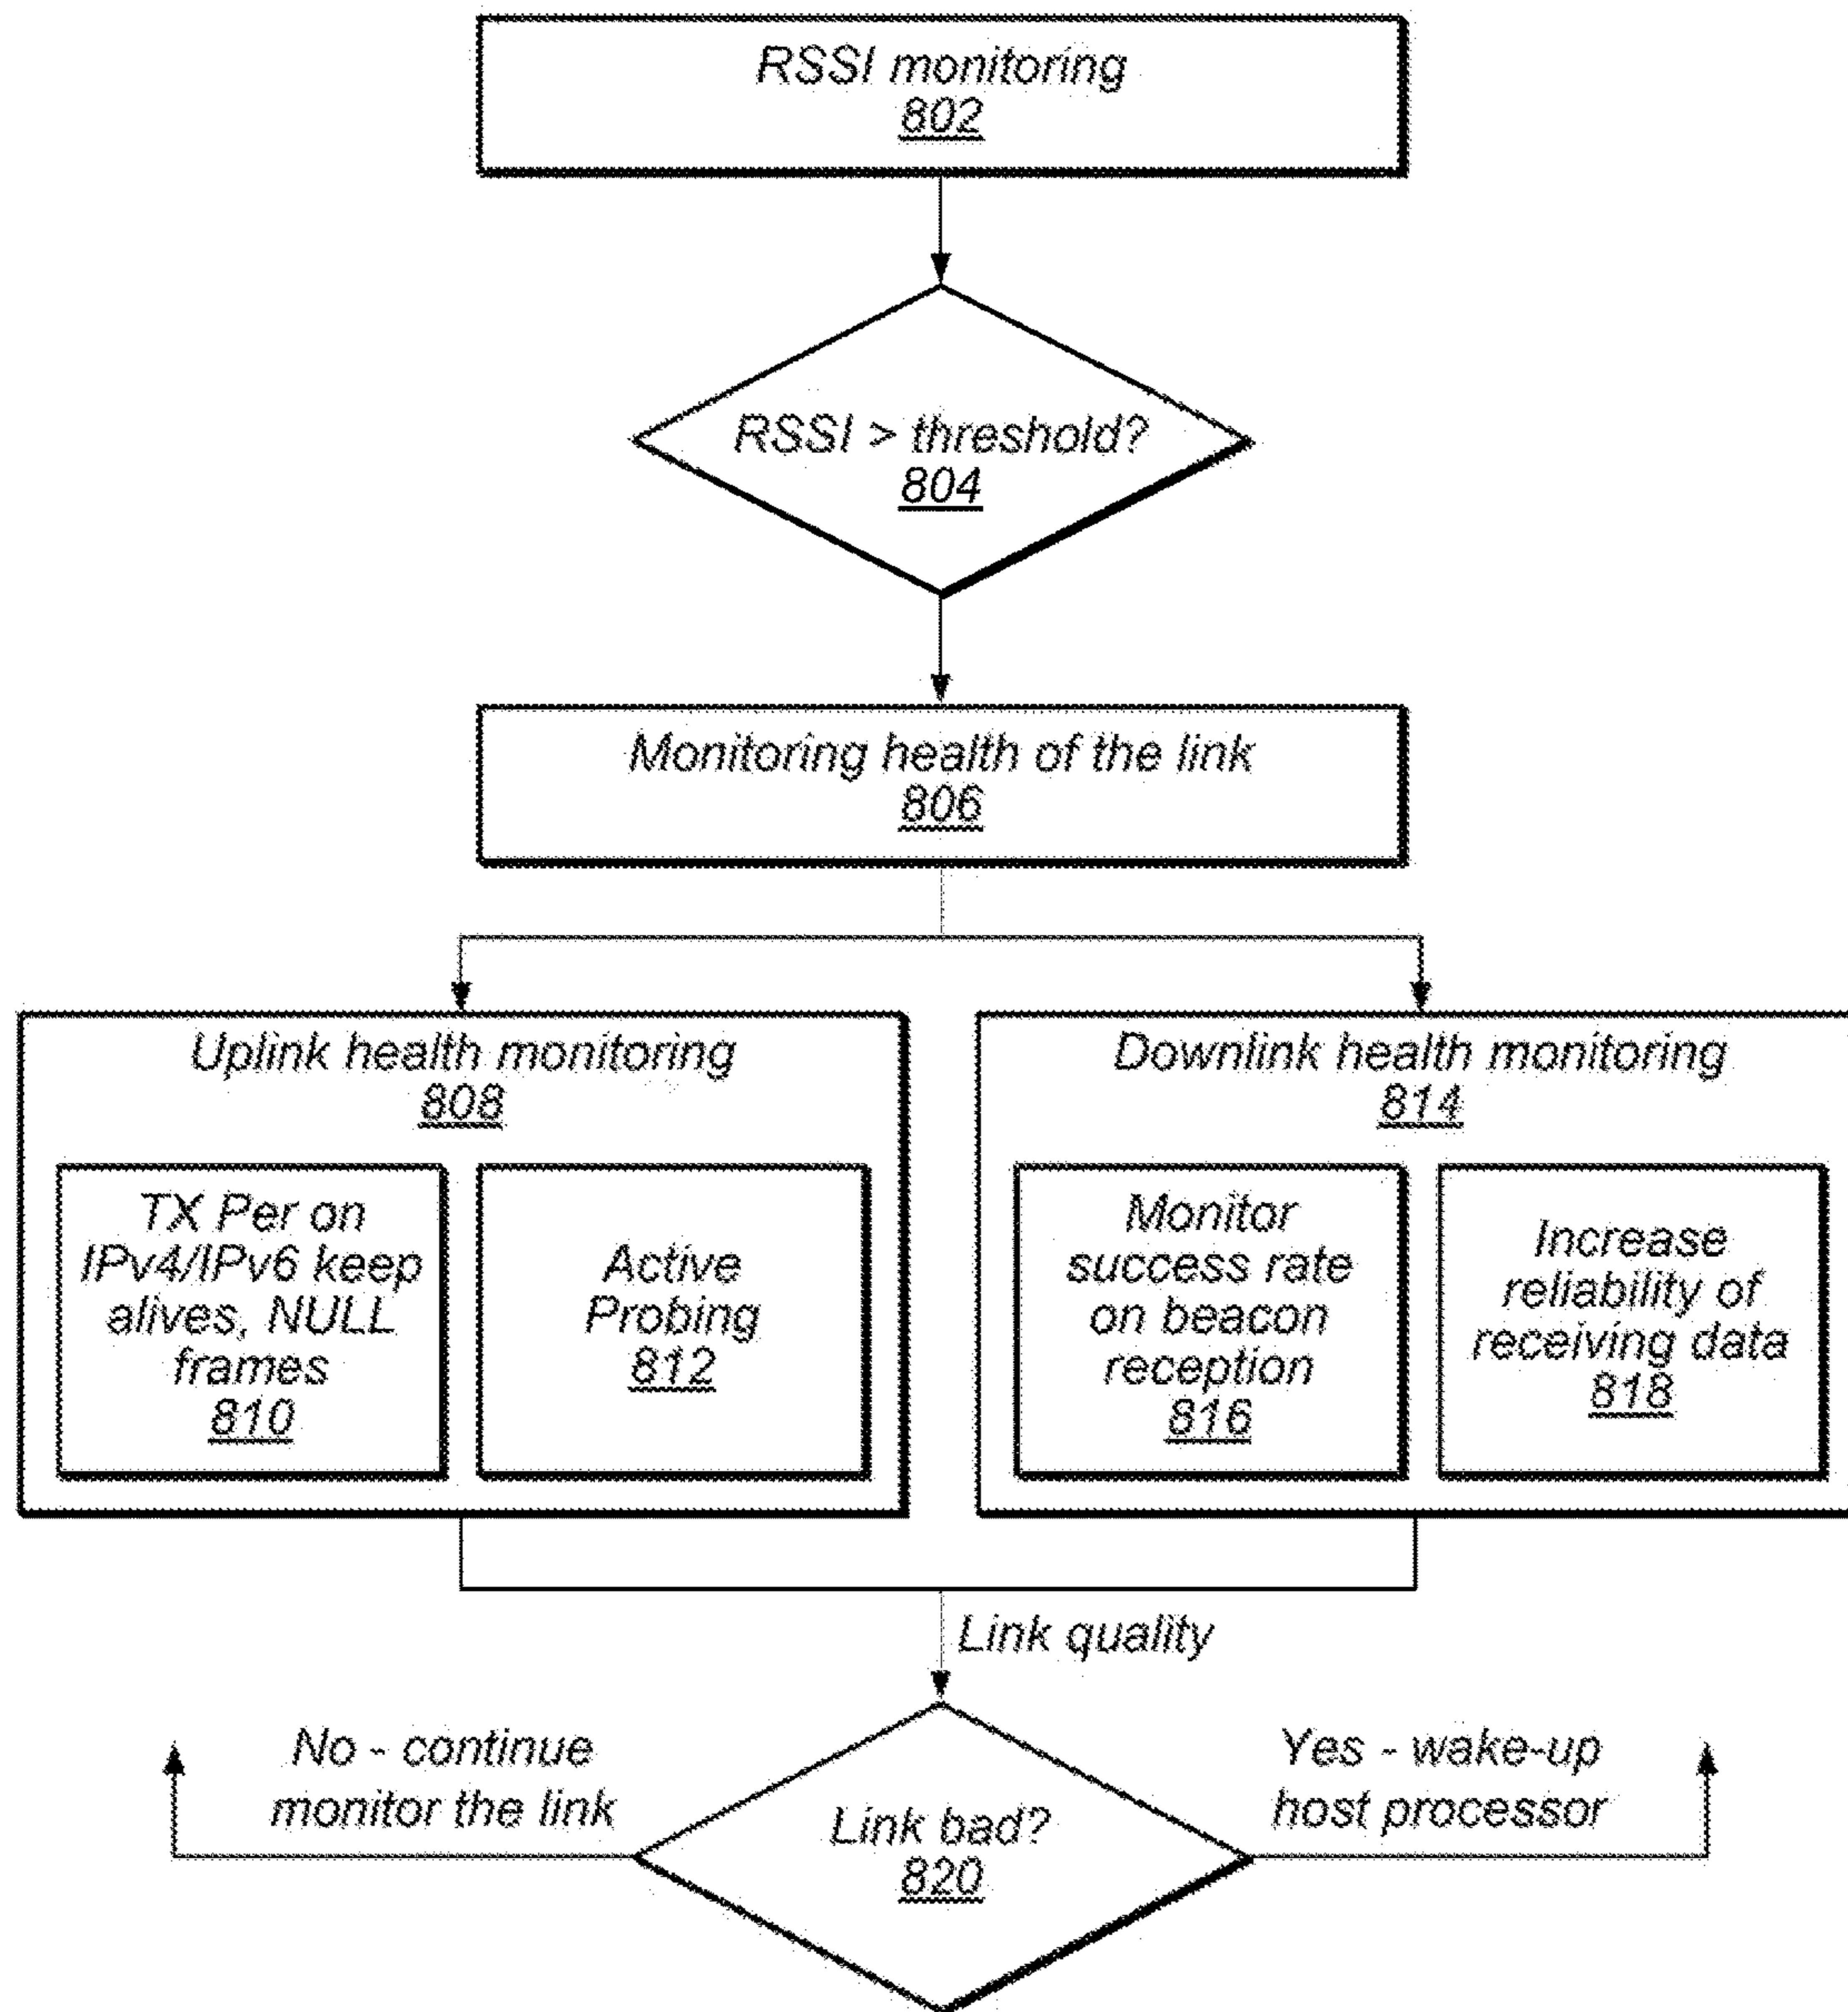 RSSI monitoring
802
RSSI > threshold?
804
Monitoring health of the link
806
Uplink health monitoring
808
TX Per on
IPv4/IPv6 keep
alives, NULL
frames
810
Active
Probing
812
Downlink health monitoring
814
Monitor
success rate
on beacon
reception
816
Increase
reliability of
receiving data
818
Link quality
No - continue
monitor the link
Link bad?
820
Yes - wake-up
host processor